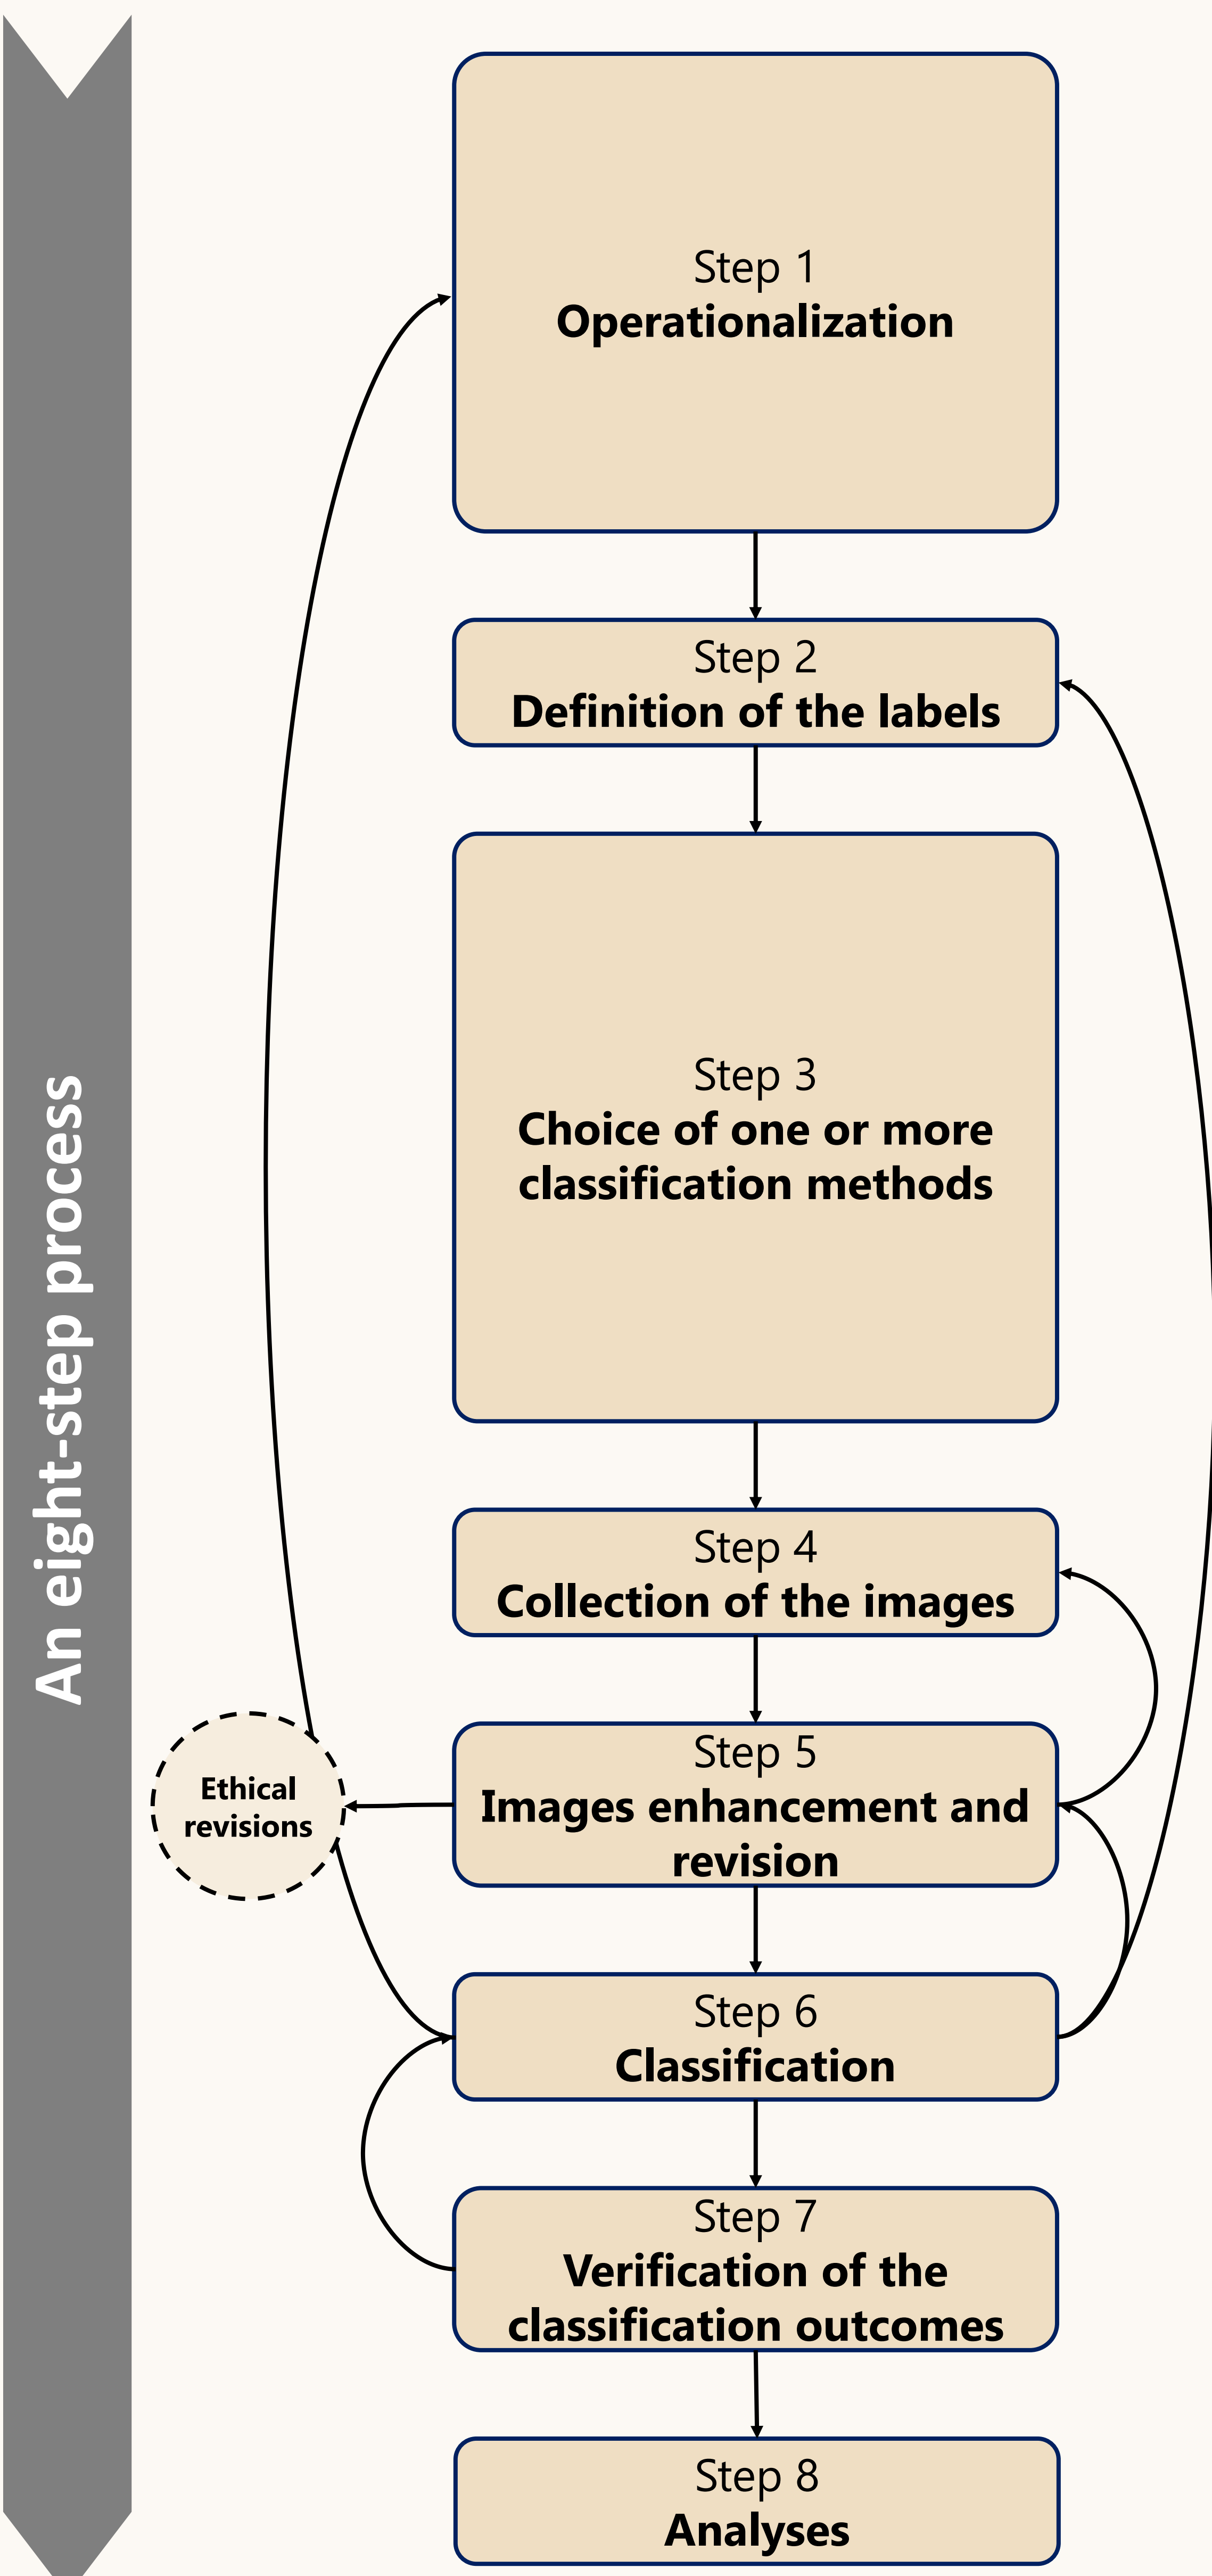 An eight-step process
Step 1
Operationalization
Step 2
Definition of the labels
Step 3
Choice of one or more
classification methods
Step 4
Collection of the images
Step 5
Images enhancement and
revision
Ethical
revisions
Step 6
Classification
Step 7
Verification of the
classification outcomes
Step 8
Analyses